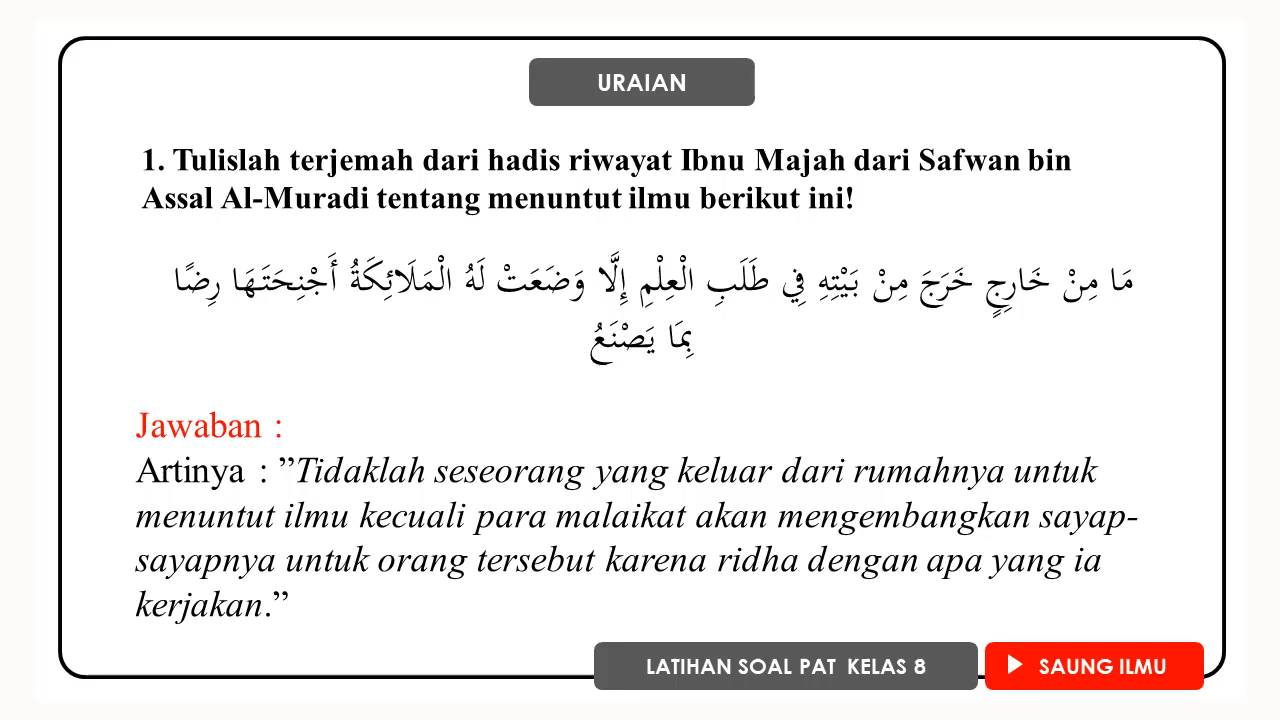 URAIAN
1. Tulislah terjemah dari hadis riwayat Ibnu Majah dari Safwan bin
Assal Al-Muradi tentang menuntut ilmu berikut ini!
مَا مِنْ خَارِجٍ خَرَجَ مِنْ بَيْتِهِ فِي طَلَبِ الْعِلْمِ إِلَّا وَضَعَتْ لَهُ الْمَلَائِكَةُ أَجْنِحَتَهَا رِضًا
بِمَا يَصْنَعُ
Jawaban :
Artinya : ”Tidaklah seseorang yang keluar dari rumahnya untuk
menuntut ilmu kecuali para malaikat akan mengembangkan sayap-
sayapnya untuk orang tersebut karena ridha dengan apa yang ia
kerjakan.”
LATIHAN SOAL PAT KELAS 8
SAUNG ILMU